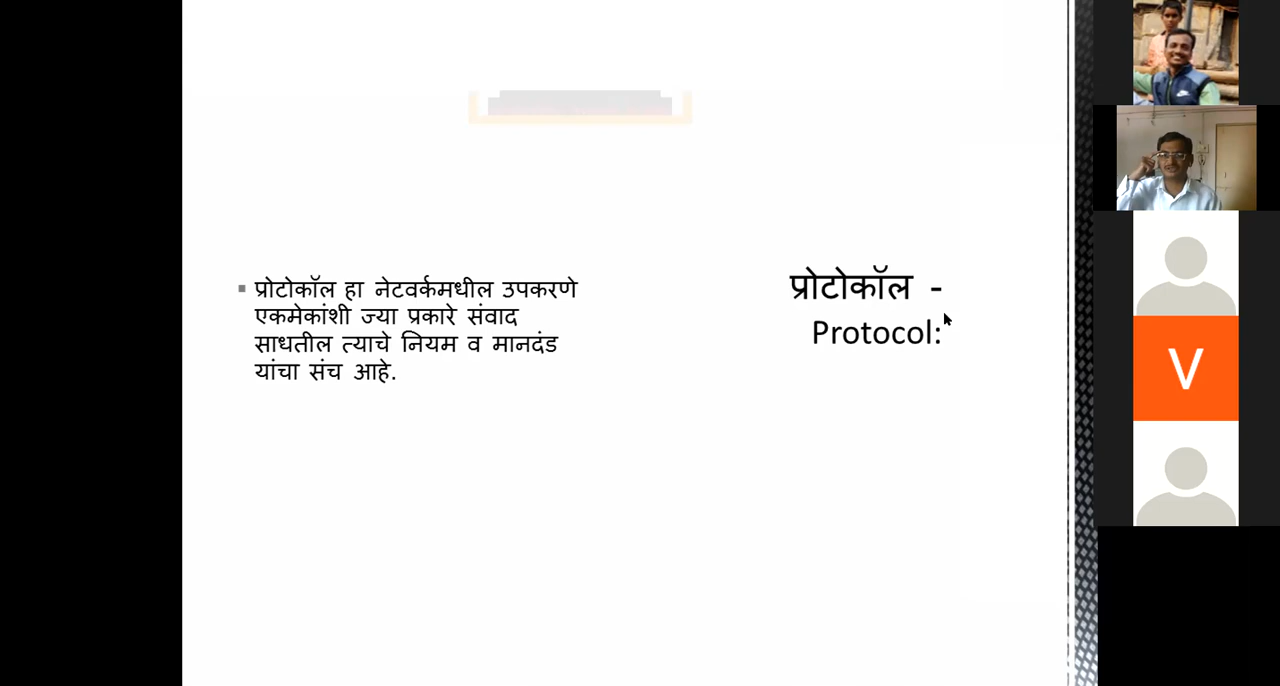 प्रोटोकॉल -
Protocol:
प्रोटोकॉल हा नेटवर्कमधील उपकरणे
एकमेकांशी ज्या प्रकारे संवाद
साधतील त्याचे नियम व मानदंड
यांचा संच आहे.
V